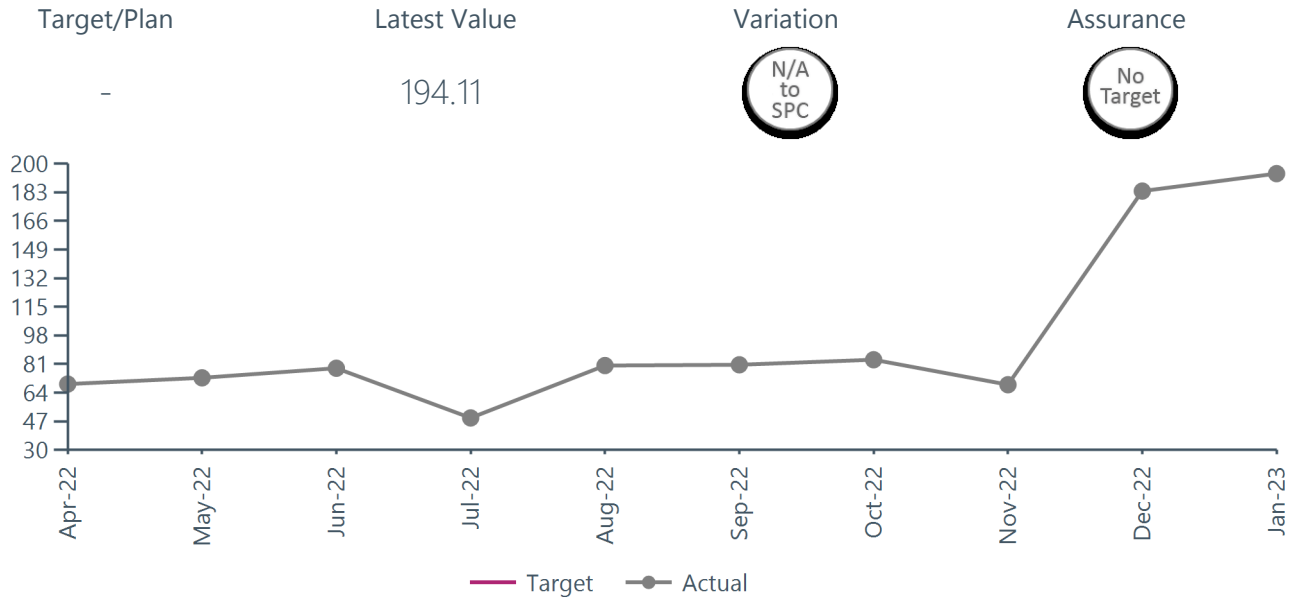 Target/Plan Latest Value Variation Assurance
- 194.11
N/A
to
SPC
No
Target
200
183
166
149
132
115
98
81
64
47
30
Apr-22
May-22
Jun-22
Jul-22
Aug-22
Sep-22
Oct-22
Nov-22
Dec-22
Jan-23
Target Actual